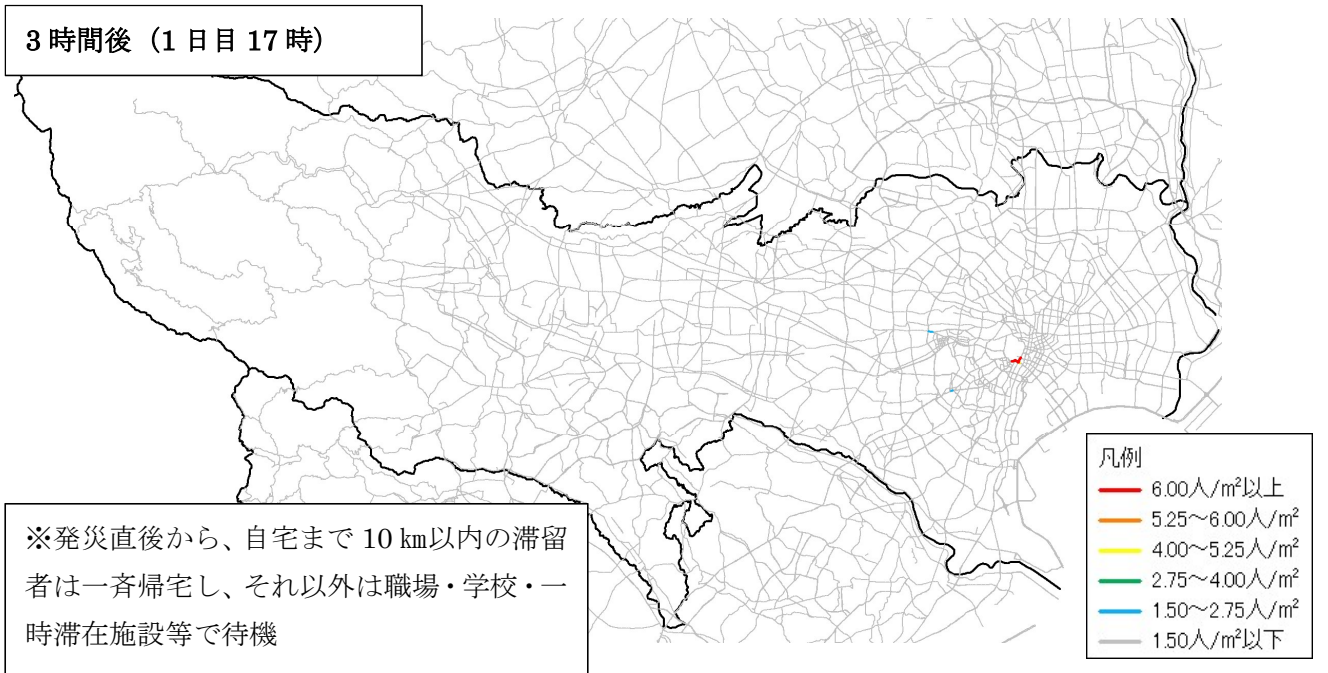 3 時間後（1 日目 17 時）
※発災直後から、自宅まで 10 ㎞以内の滞留
者は一斉帰宅し、それ以外は職場・学校・一
時滞在施設等で待機
凡例
6.00人/m²以上
5.25～6.00人/m²
4.00～5.25人/m²
2.75～4.00人/m²
1.50～2.75人/m²
1.50人/m²以下